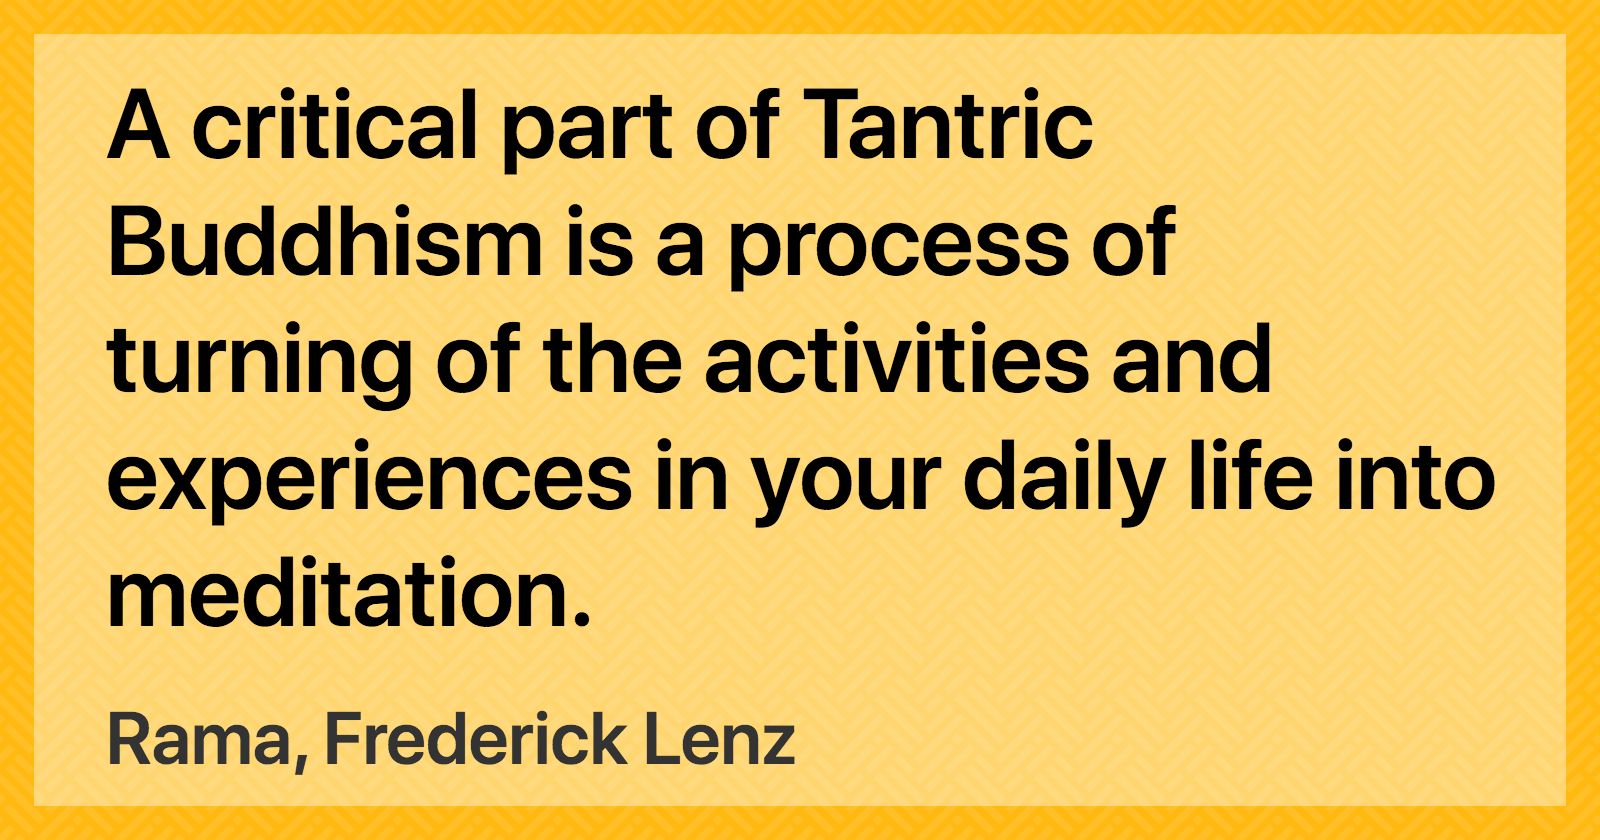 A critical part of Tantric
Buddhism is a process of
turning of the activities and
experiences in your daily life into
meditation.
Rama, Frederick Lenz